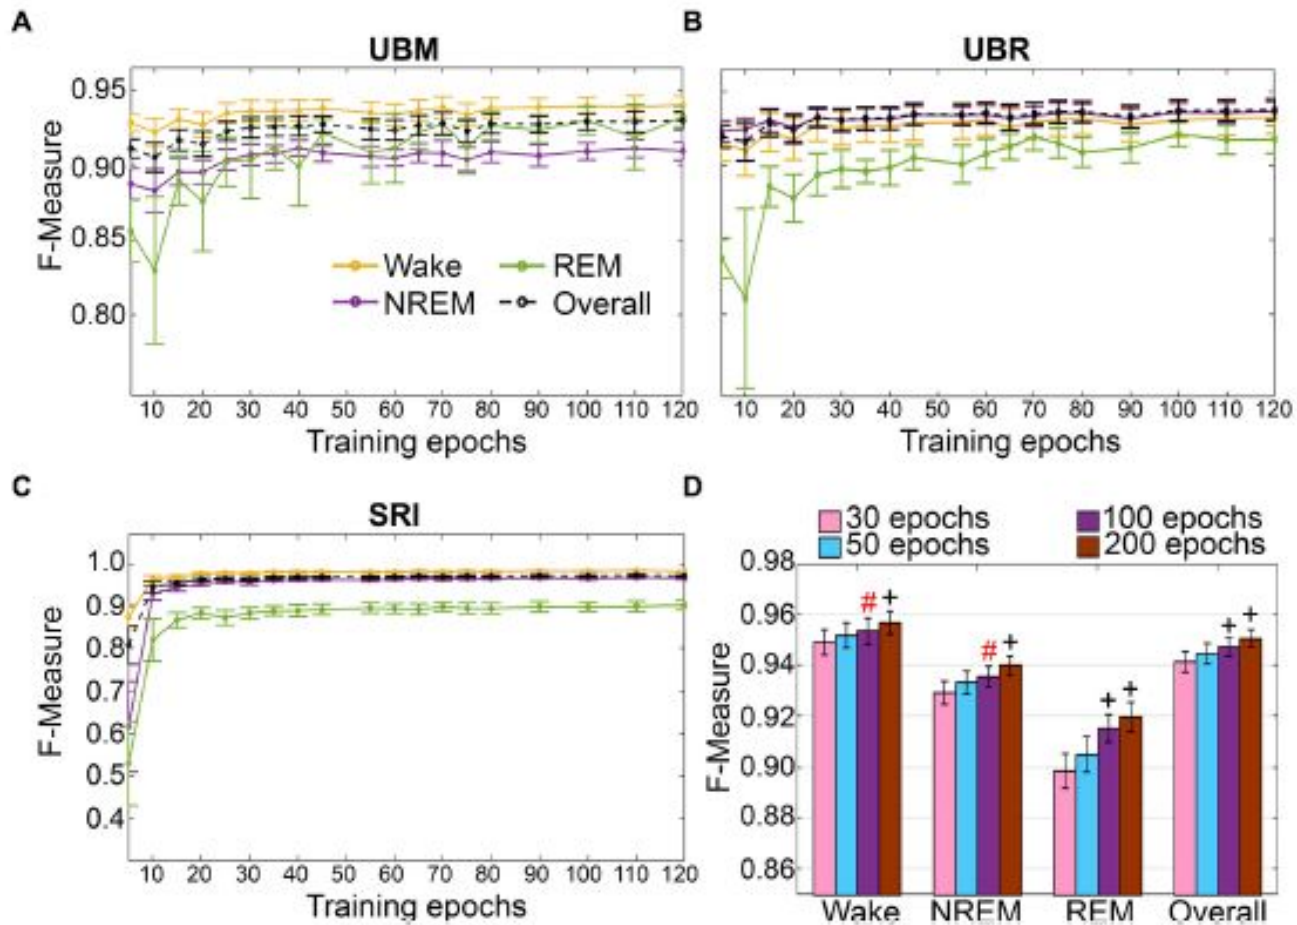 A
UBM
F-Measure
0.95
0.90
0.85
0.80
Wake
REM
NREM
Overall
10 20 30 40 50 60 70 80 90 100 110 120
Training epochs
B
UBR
10 20 30 40 50 60 70 80 90 100 110 120
Training epochs
C
SRI
F-Measure
1.0
0.9
0.8
0.7
0.6
0.5
0.4
10 20 30 40 50 60 70 80 90 100 110 120
Training epochs
D
30 epochs
100 epochs
50 epochs
200 epochs
F-Measure
0.98
0.96
0.94
0.92
0.90
0.88
0.86
# +
# +
+ +
+ +
Wake NREM REM Overall